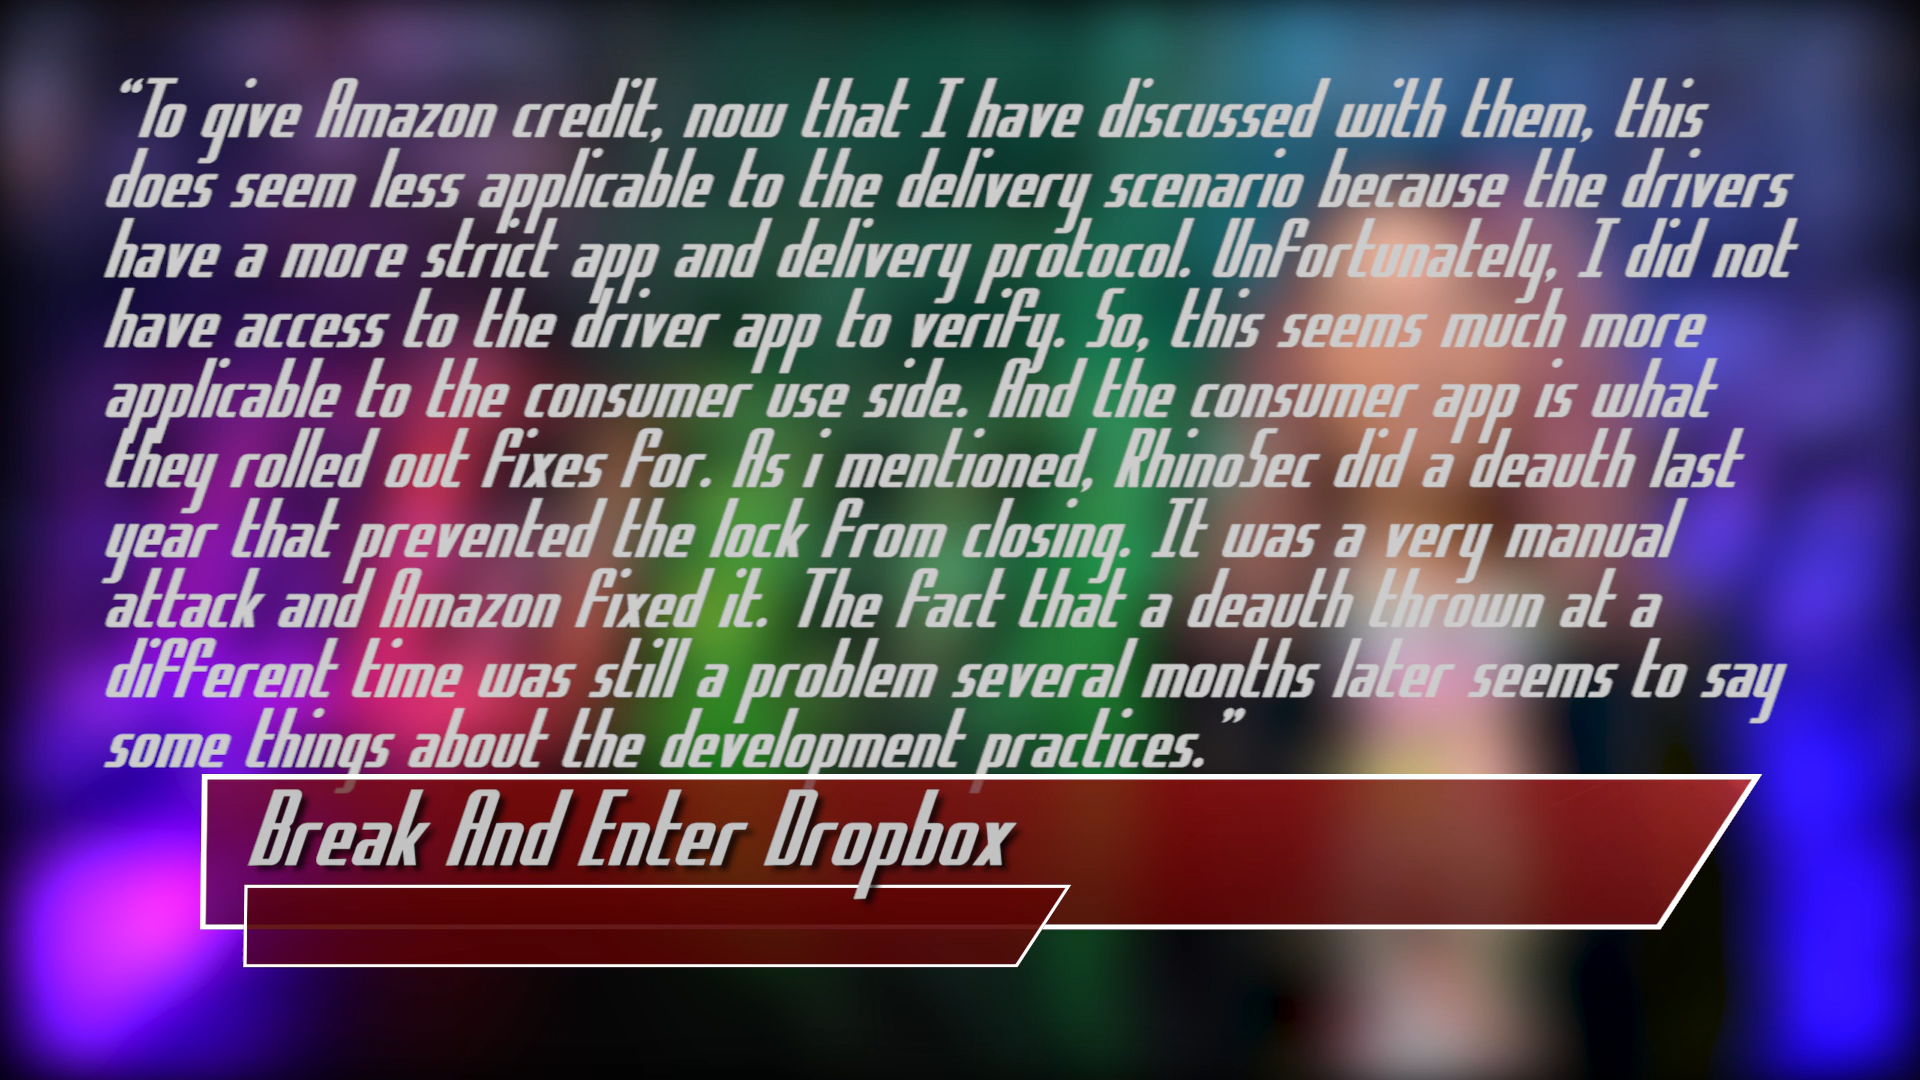 “To give Amazon credit, now that I have discussed with them, this
does seem less applicable to the delivery scenario because the drivers
have a more strict app and delivery protocol. Unfortunately, I did not
have access to the driver app to verify. So, this seems much more
applicable to the consumer use side. And the consumer app is what
they rolled out fixes for. As i mentioned, RhinoSec did a deauth last
year that prevented the lock from closing. It was a very manual
attack and Amazon fixed it. The fact that a deauth thrown at a
different time was still a problem several months later seems to say
some things about the development practices.”
Break And Enter Dropbox